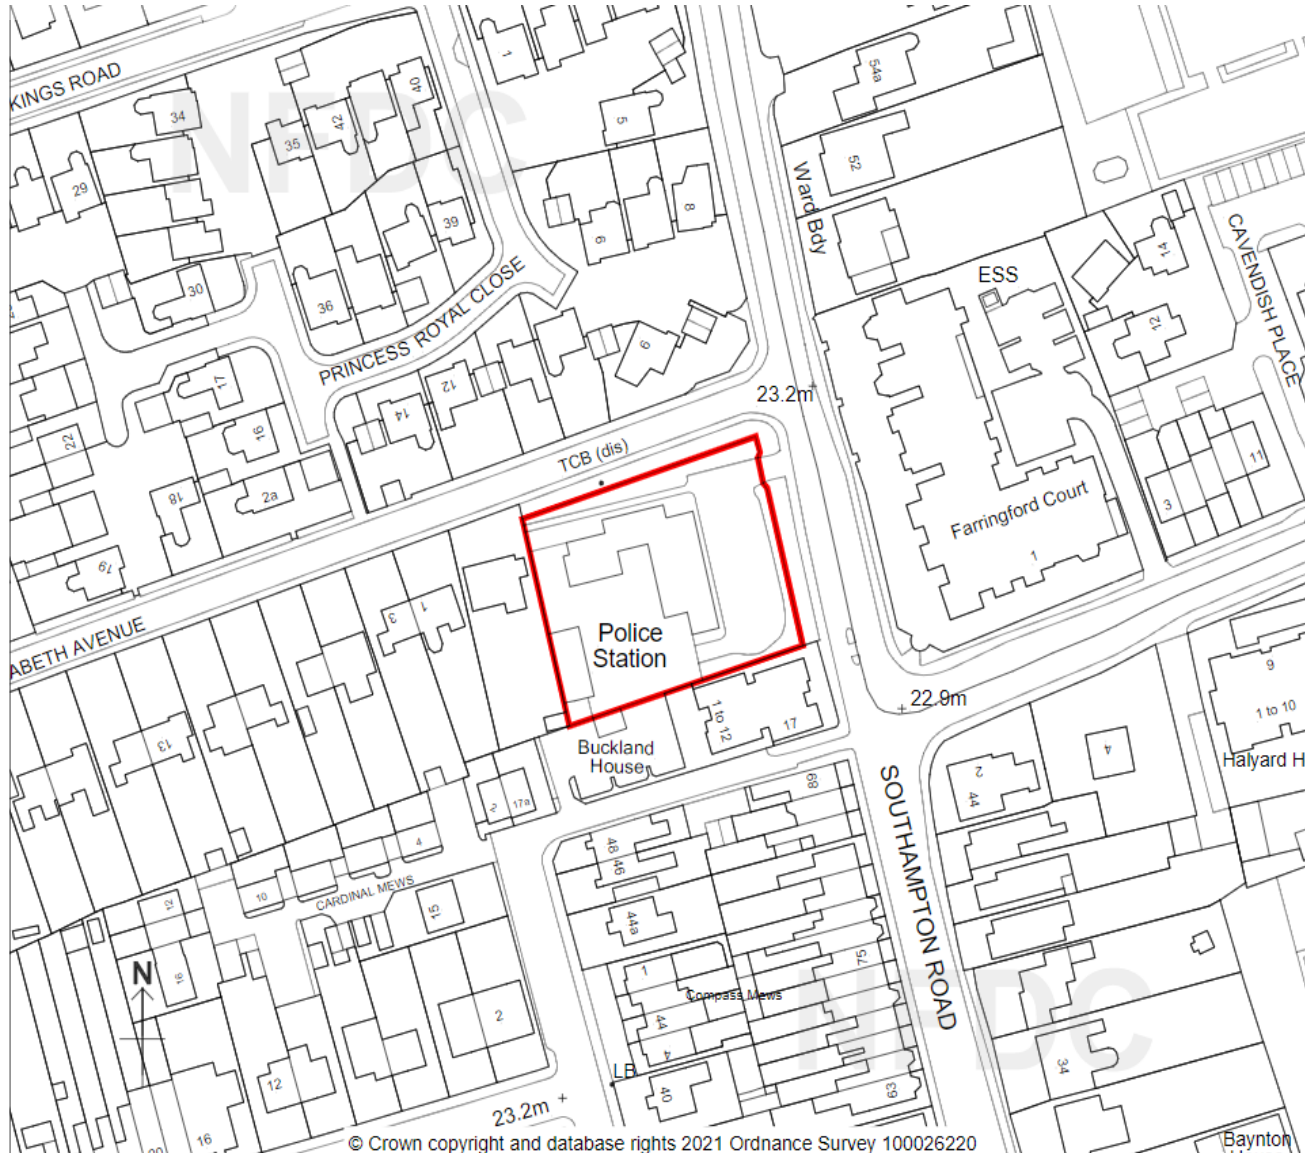 KINGS ROAD
NFDC
34
35
42
40
1
5
54a
52
29
39
6
8
Ward Bdy
ESS
14
CAVENDISH PLACE
30
36
PRINCESS ROYAL CLOSE
12
9
17
12
14
23.2m
22
16
TCB (dis)
18
2a
11
3
Farringford Court
1
79
3
1
ABETH AVENUE
Police
Station
9
1 to 10
Halyard H
22.9m
13
1 to 12
17
Buckland
House
2
17a
68
2
44
4
SOUTHAMPTON ROAD
4
48
46
10
CARDINAL MEWS
12
15
44a
75
N
16
1
Compass Mews
NFDC
2
44
4
LB
40
63
34
12
23.2m
16
20
Baynton
© Crown copyright and database rights 2021 Ordnance Survey 100026220